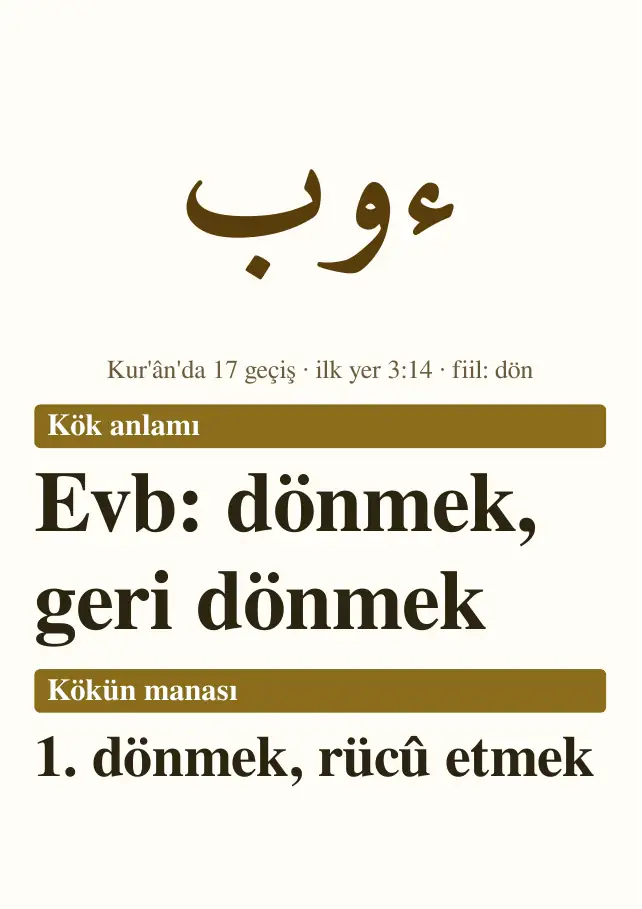 ء و ب
Kur'ân'da 17 geçiş · ilk yer 3:14 · fiil: dön
Kök anlamı
Evb: dönmek,
geri dönmek
Kökün manası
1. dönmek, rücû etmek